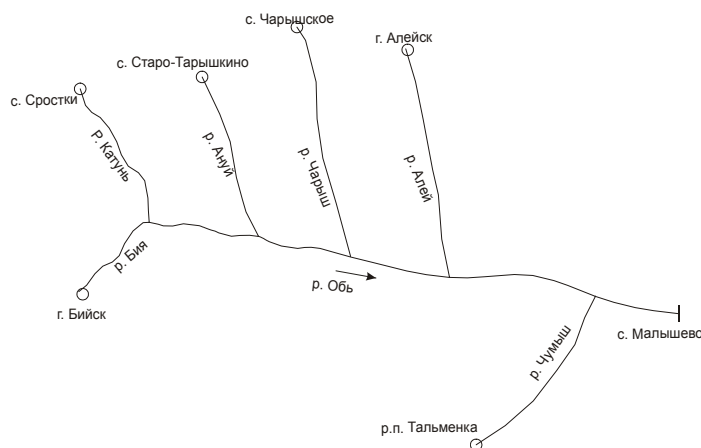 с. Чарышское
г. Алейск
с. Старо-Тарышкино
с. Сростки
Р. Катунь
р. Ануй
р. Чарыш
р. Алей
р. Бия
р. Обь
г. Бийск
с. Малышево
р. Чумыш
р.п. Тальменка